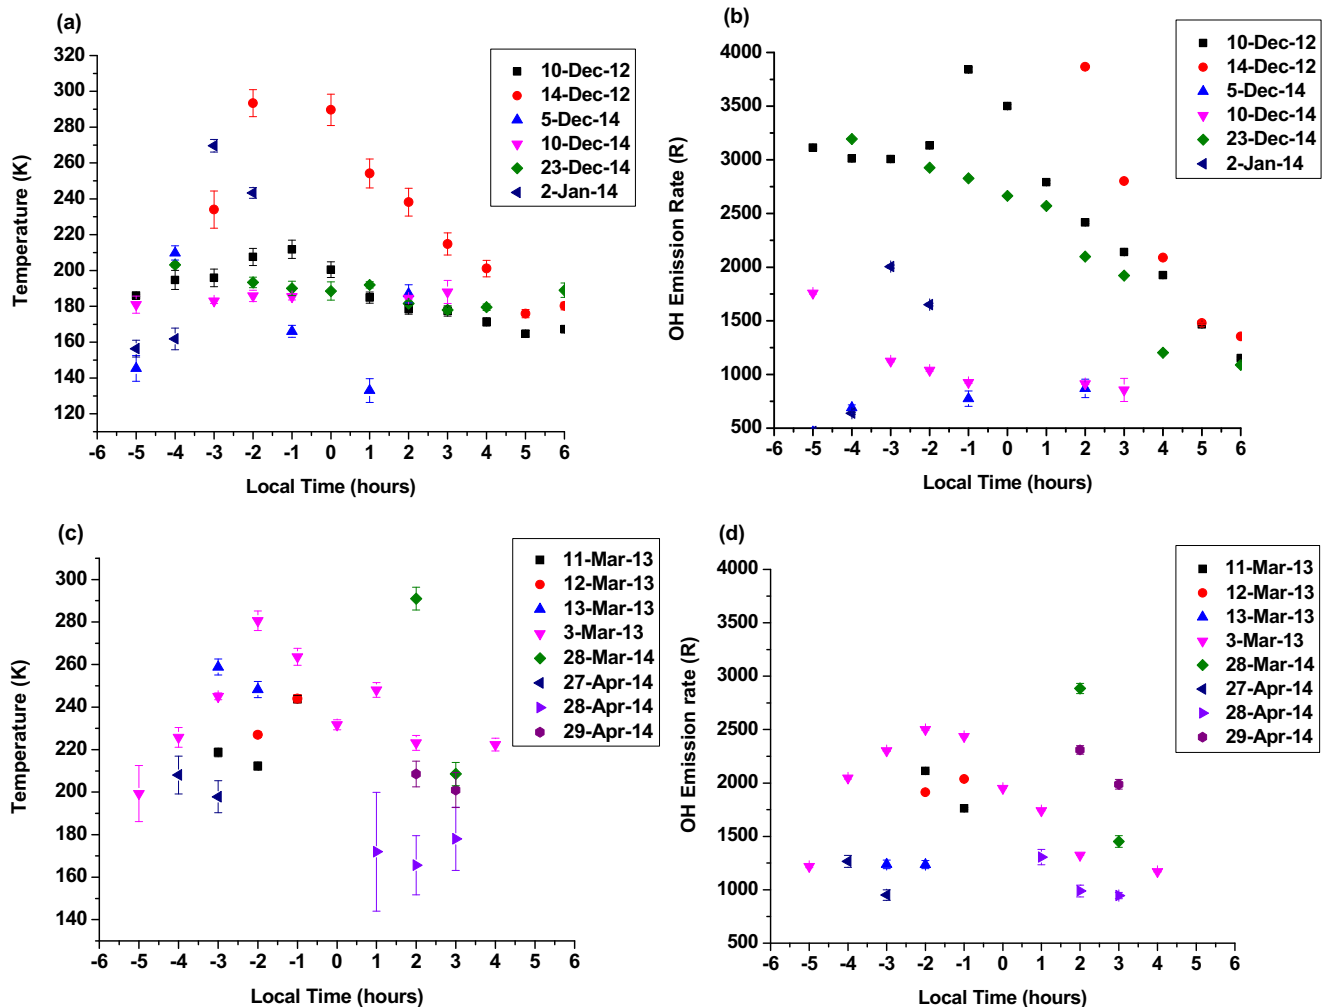 (a)
320
300
280
260
240
220
200
180
160
140
120
Temperature (K)
-6 -5 -4 -3 -2 -1 0 1 2 3 4 5 6
Local Time (hours)
10-Dec-12
14-Dec-12
5-Dec-14
10-Dec-14
23-Dec-14
2-Jan-14
(b)
4000
3500
3000
2500
2000
1500
1000
500
OH Emission Rate (R)
-6 -5 -4 -3 -2 -1 0 1 2 3 4 5 6
Local Time (hours)
10-Dec-12
14-Dec-12
5-Dec-14
10-Dec-14
23-Dec-14
2-Jan-14
(c)
300
280
260
240
220
200
180
160
140
Temperature (K)
-6 -5 -4 -3 -2 -1 0 1 2 3 4 5 6
Local Time (hours)
11-Mar-13
12-Mar-13
13-Mar-13
3-Mar-13
28-Mar-14
27-Apr-14
28-Apr-14
29-Apr-14
(d)
4000
3500
3000
2500
2000
1500
1000
500
OH Emission rate (R)
-6 -5 -4 -3 -2 -1 0 1 2 3 4 5 6
Local Time (hours)
11-Mar-13
12-Mar-13
13-Mar-13
3-Mar-13
28-Mar-14
27-Apr-14
28-Apr-14
29-Apr-14